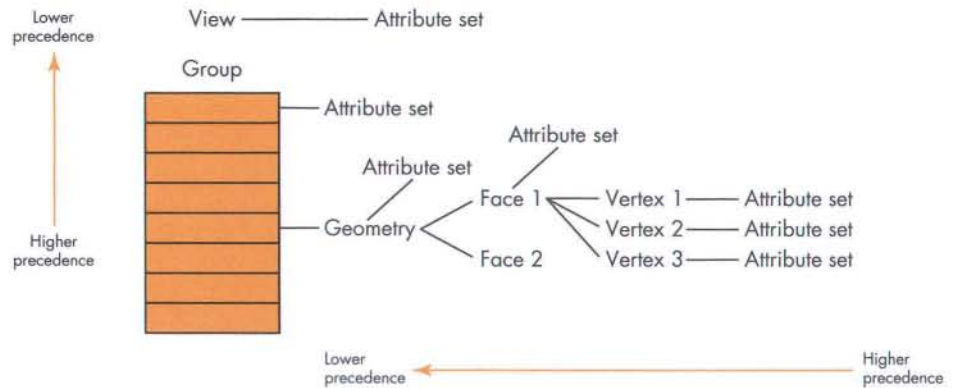 Lower
precedence
View
Attribute set
Group
Attribute set
Attribute set
Attribute set
Face 1
Vertex 1
Attribute set
Geometry
Vertex 2
Attribute set
Higher
precedence
Face 2
Vertex 3
Attribute set
Lower
precedence
Higher
precedence